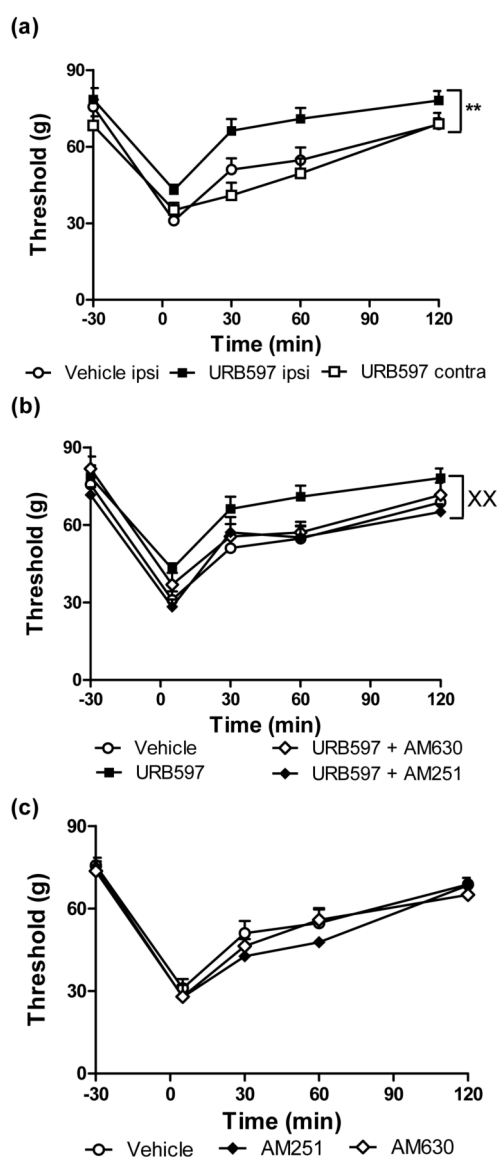 (a)
90
60
30
0
Threshold (g)
-30 0 30 60 90 120
Time (min)
Vehicle ipsi URB597 ipsi URB597 contra
**
(b)
90
60
30
0
Threshold (g)
-30 0 30 60 90 120
Time (min)
XX
Vehicle URB597 + AM630
URB597 URB597 + AM251
(c)
90
60
30
0
Threshold (g)
-30 0 30 60 90 120
Time (min)
Vehicle AM251 AM630